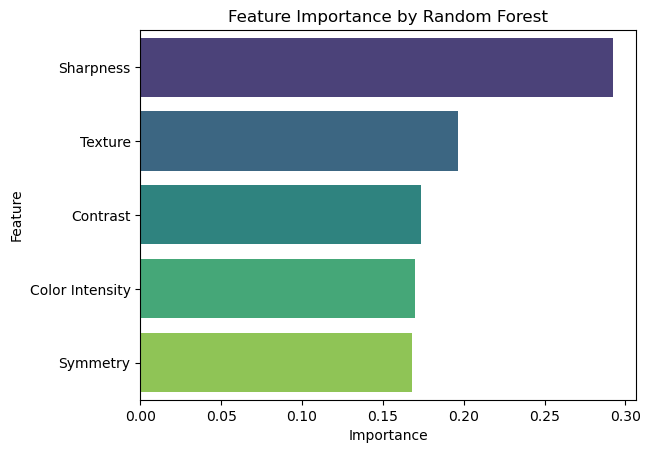 Feature Importance by Random Forest
Feature
Sharpness
Texture
Contrast
Color Intensity
Symmetry
0.00 0.05 0.10 0.15 0.20 0.25 0.30
Importance